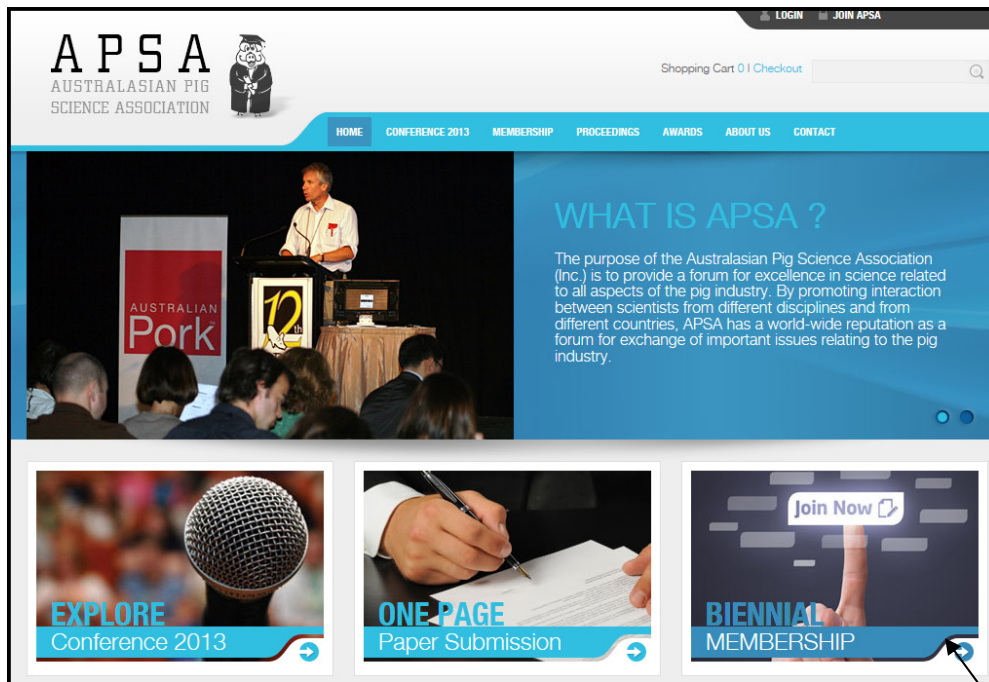 LOGIN JOIN APSA
APSA
AUSTRALASIAN PIG
SCIENCE ASSOCIATION
Shopping Cart 0 | Checkout
HOME CONFERENCE 2013 MEMBERSHIP PROCEEDINGS AWARDS ABOUT US CONTACT
AUSTRALIAN
Pork
12th
WHAT IS APSA ?
The purpose of the Australasian Pig Science Association
(Inc.) is to provide a forum for excellence in science related
to all aspects of the pig industry. By promoting interaction
between scientists from different disciplines and from
different countries, APSA has a world-wide reputation as a
forum for exchange of important issues relating to the pig
industry.
EXPLORE
Conference 2013
ONE PAGE
Paper Submission
Join Now
BIENNIAL
MEMBERSHIP